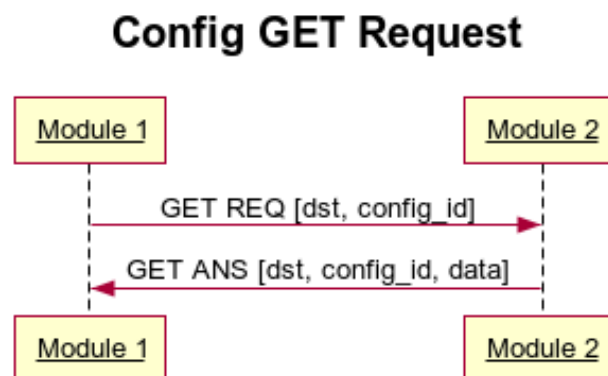 Config GET Request
Module 1
Module 2
GET REQ [dst, config_id]
GET ANS [dst, config_id, data]
Module 1
Module 2